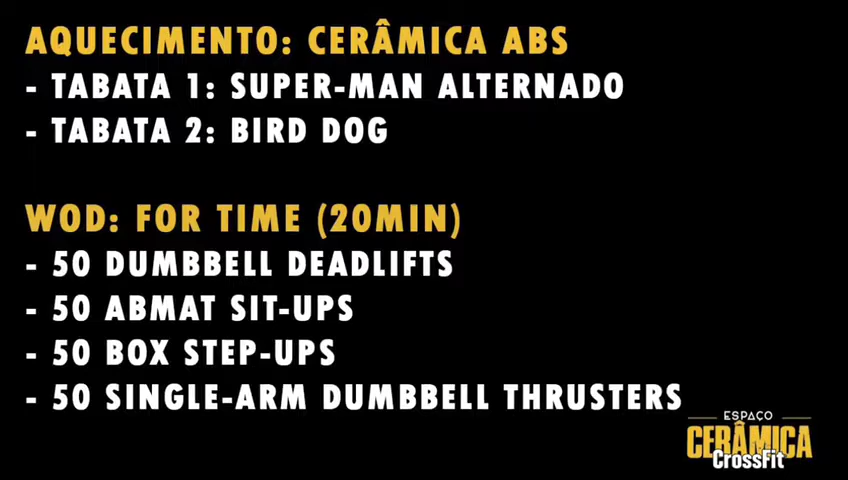 AQUECIMENTO: CERÂMICA ABS
- TABATA 1: SUPER-MAN ALTERNADO
- TABATA 2: BIRD DOG
WOD: FOR TIME (20MIN)
- 50 DUMBBELL DEADLIFTS
- 50 ABMAT SIT-UPS
- 50 BOX STEP-UPS
- 50 SINGLE-ARM DUMBBELL THRUSTERS
ESPAÇO
CERÂMICA
CrossFit